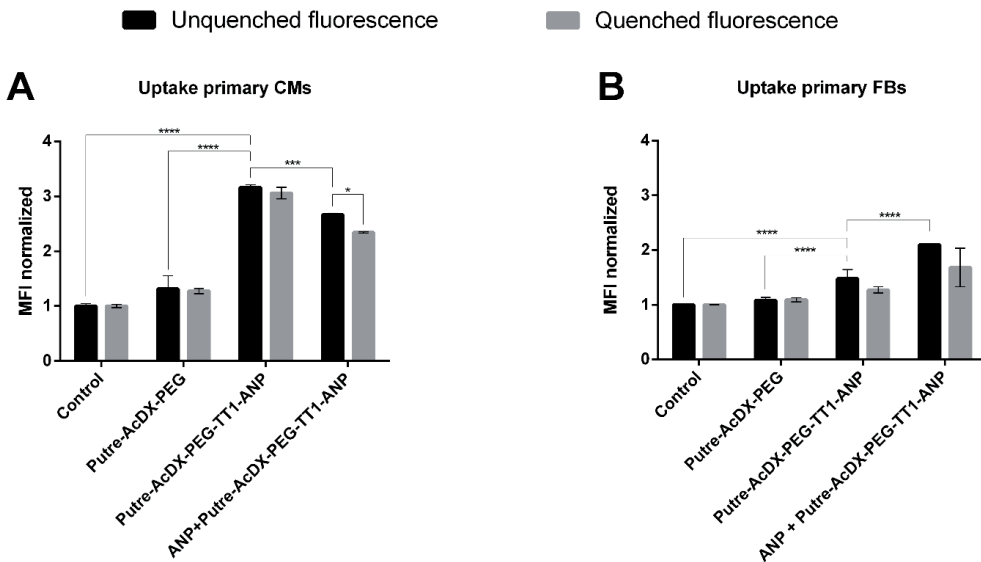 Unquenched fluorescence
Quenched fluorescence
A
Uptake primary CMs
MFI normalized
4
3
2
1
0
****
****
***
*
Control
Putre-AcDX-PEG
Putre-AcDX-PEG-TT1-ANP
ANP+Putre-AcDX-PEG-TT1-ANP
B
Uptake primary FBs
MFI normalized
4
3
2
1
0
****
****
****
Control
Putre-AcDX-PEG
Putre-AcDX-PEG-TT1-ANP
ANP + Putre-AcDX-PEG-TT1-ANP